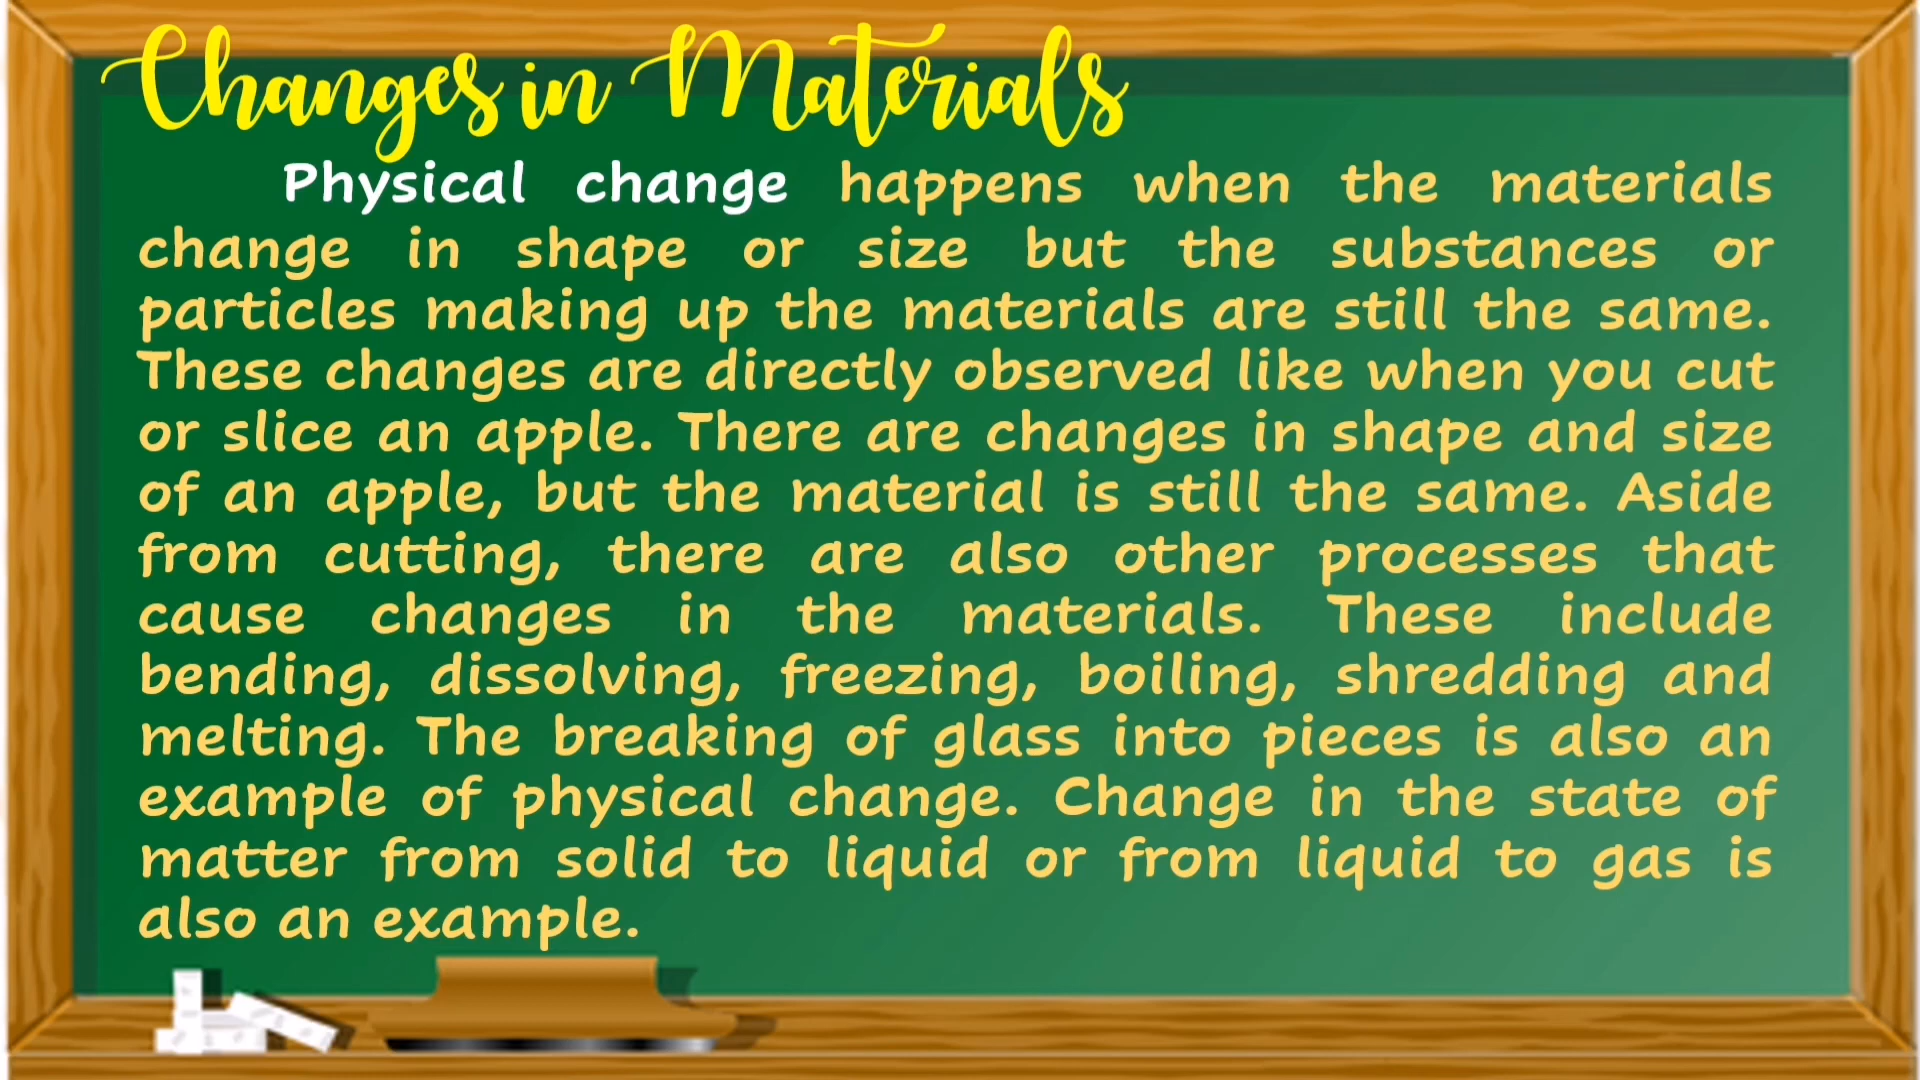 Changes in Materials
Physical change happens when the materials
change in shape or size but the substances or
particles making up the materials are still the same.
These changes are directly observed like when you cut
or slice an apple. There are changes in shape and size
of an apple, but the material is still the same. Aside
from cutting, there are also other processes that
cause changes in the materials. These include
bending, dissolving, freezing, boiling, shredding and
melting. The breaking of glass into pieces is also an
example of physical change. Change in the state of
matter from solid to liquid or from liquid to gas is
also an example.